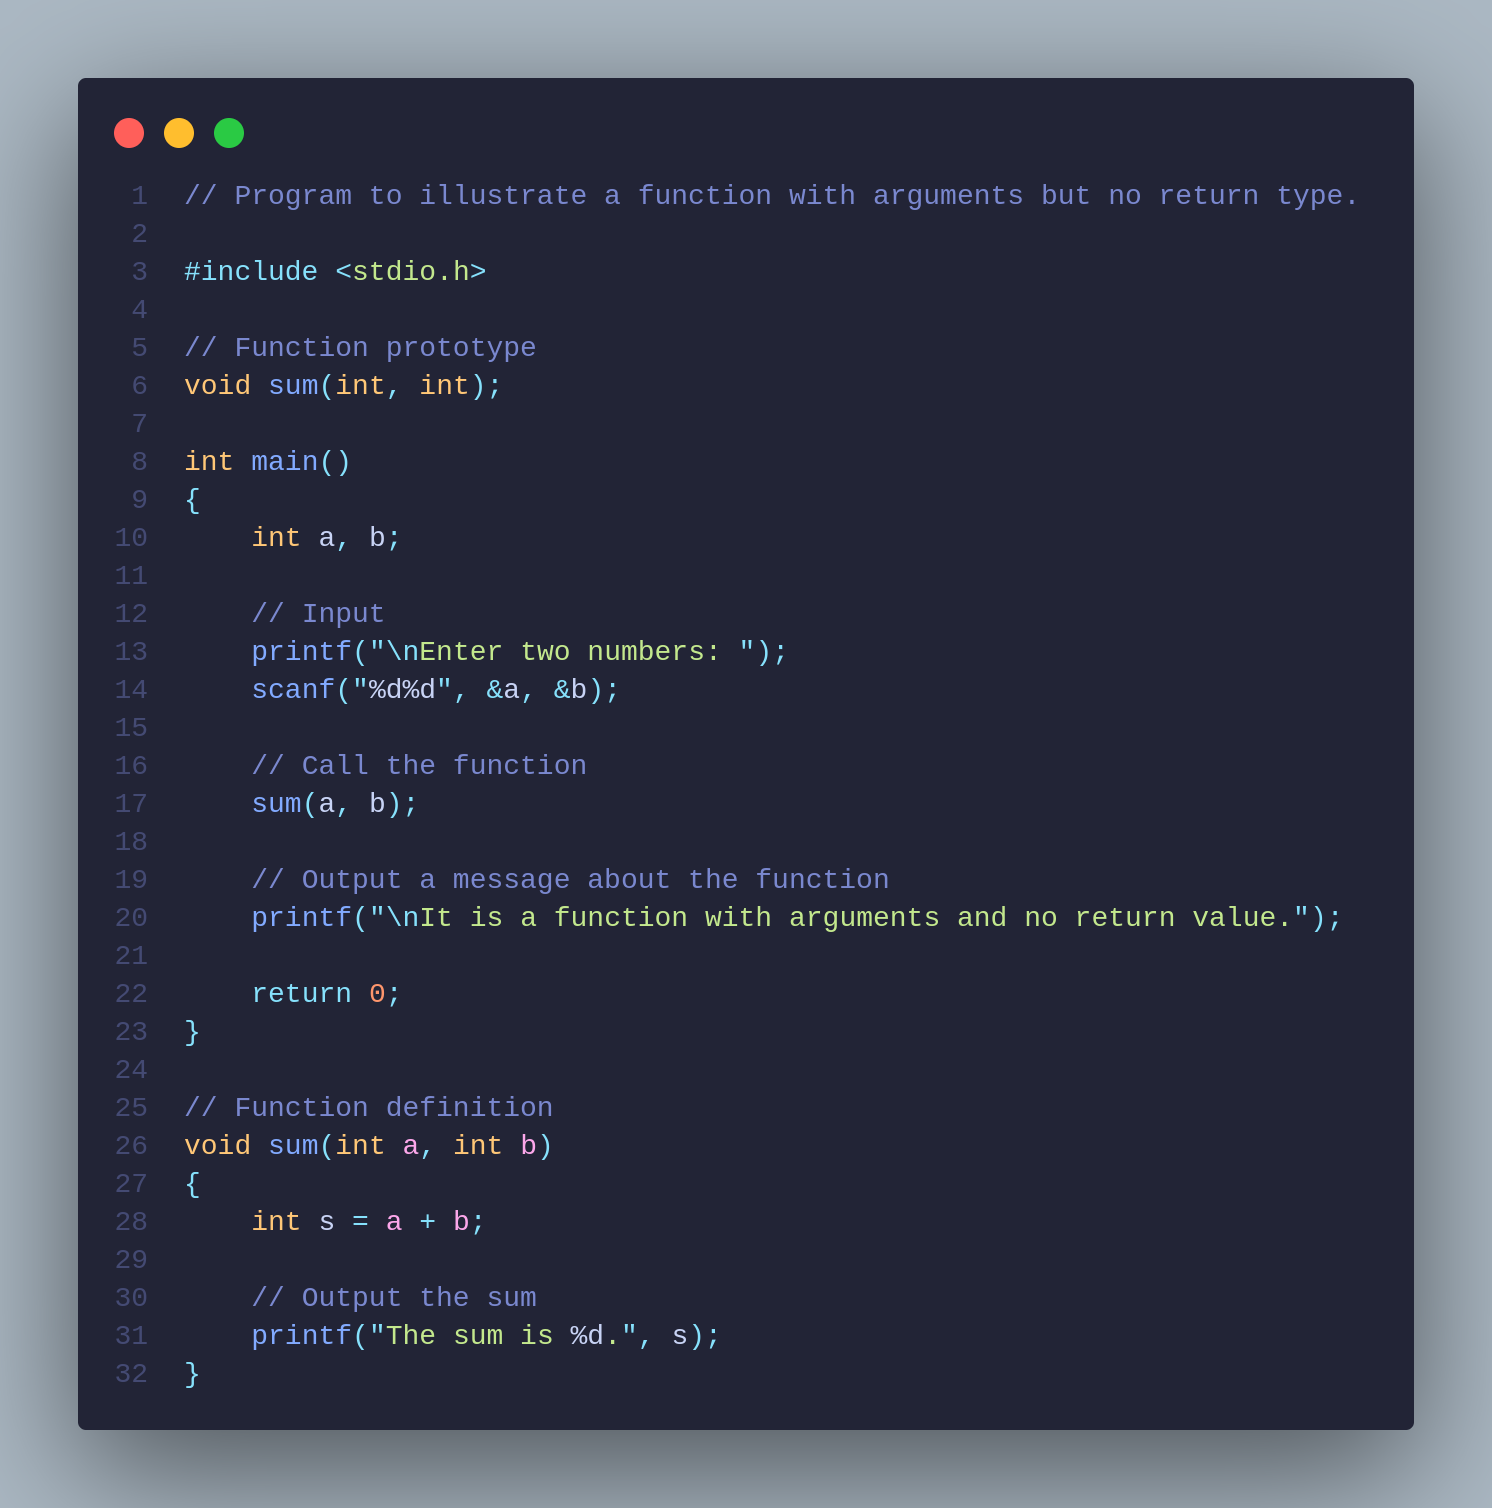 1 // Program to illustrate a function with arguments but no return type.
2
3 #include <stdio.h>
4
5 // Function prototype
6 void sum(int, int);
7
8 int main()
9 {
10     int a, b;
11
12     // Input
13     printf("\nEnter two numbers: ");
14     scanf("%d%d", &a, &b);
15
16     // Call the function
17     sum(a, b);
18
19     // Output a message about the function
20     printf("\nIt is a function with arguments and no return value.");
21
22     return 0;
23 }
24
25 // Function definition
26 void sum(int a, int b)
27 {
28     int s = a + b;
29
30     // Output the sum
31     printf("The sum is %d.", s);
32 }